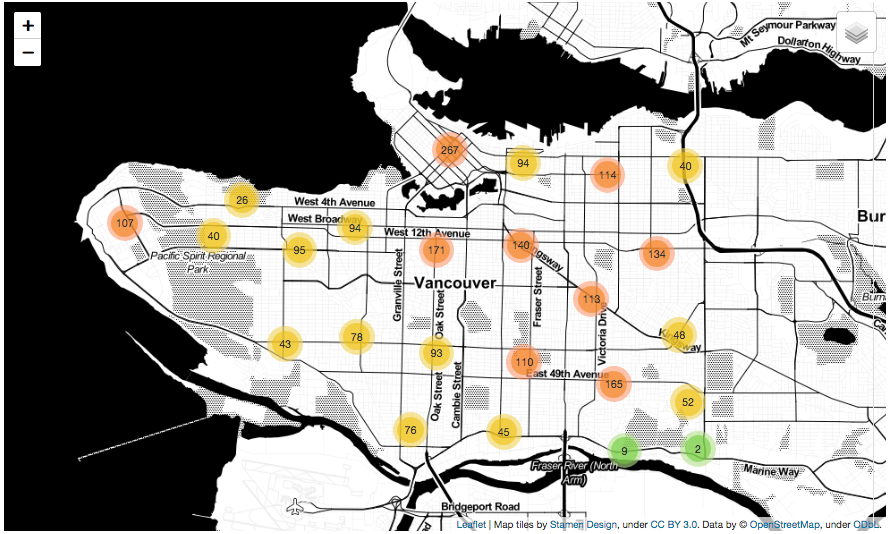 +
−
Mt Seymour Parkway
Dollarton Highway
267
94
114
40
26
West 4th Avenue
107
West Broadway
94
Bur
40
West 12th Avenue
95
171
140
Kingsway
134
Pacific Spirit Regional
Park
Granville Street
Vancouver
Oak Street
Fraser Street
113
Victoria Drive
Burna
48
Kingsway
43
78
93
110
East 49th Avenue
165
Oak Street
Cambie Street
52
76
45
9
2
Fraser River (North
Arm)
Marine Way
Bridgeport Road
Leaflet | Map tiles by Stamen Design, under CC BY 3.0. Data by © OpenStreetMap, under ODbL.